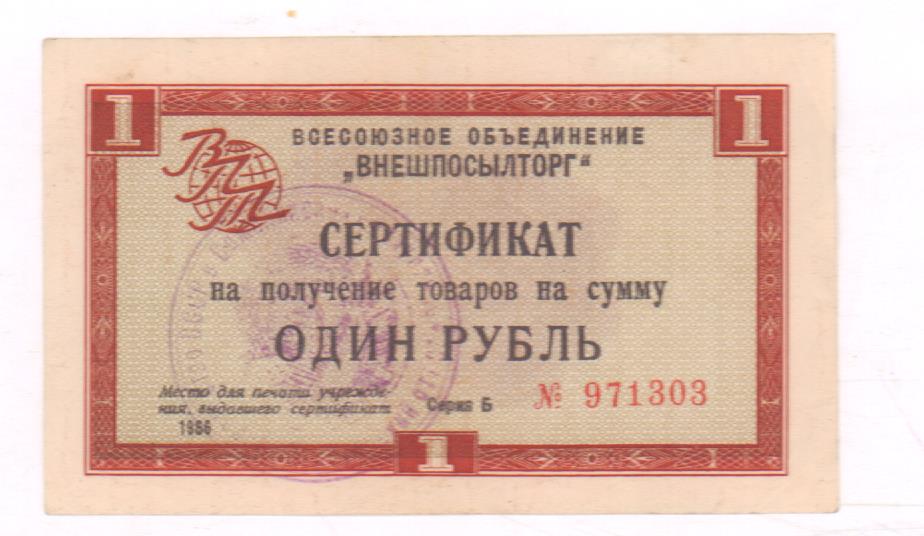 1 1
ВПТ
ВСЕСОЮЗНОЕ ОБЪЕДИНЕНИЕ
„ВНЕШПОСЫЛТОРГ“
СЕРТИФИКАТ
на получение товаров на сумму
ОДИН РУБЛЬ
Место для печати учрежде-
ния, выдавшего сертификат
Серия Б № 971303
1966
1